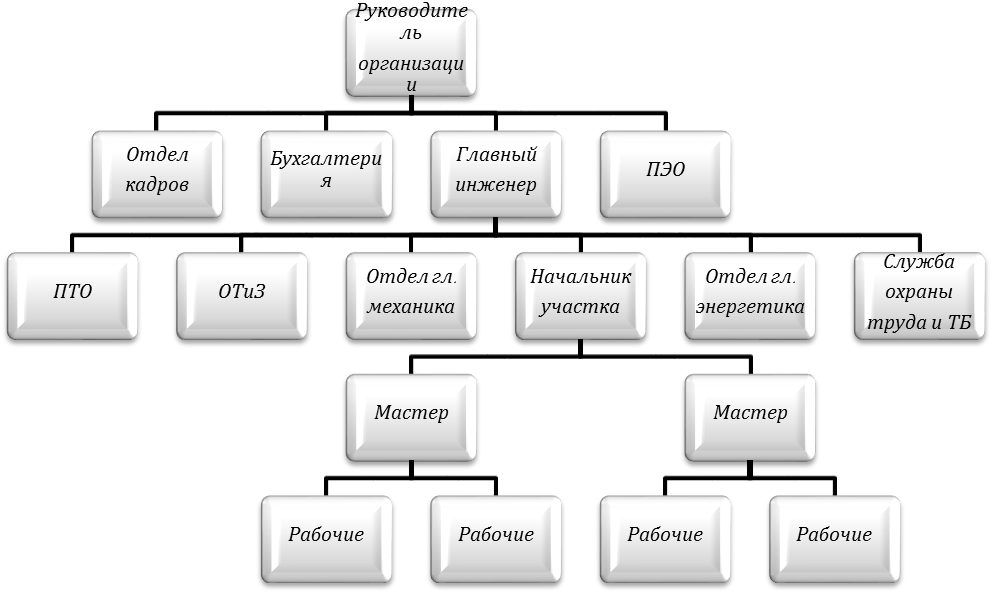 Руководите
ль
организаци
и
Отдел
кадров
Бухгалтери
я
Главный
инженер
ПЭО
ПТО
ОТиЗ
Отдел гл.
механика
Начальник
участка
Отдел гл.
энергетика
Служба
охраны
труда и ТБ
Мастер
Мастер
Рабочие
Рабочие
Рабочие
Рабочие